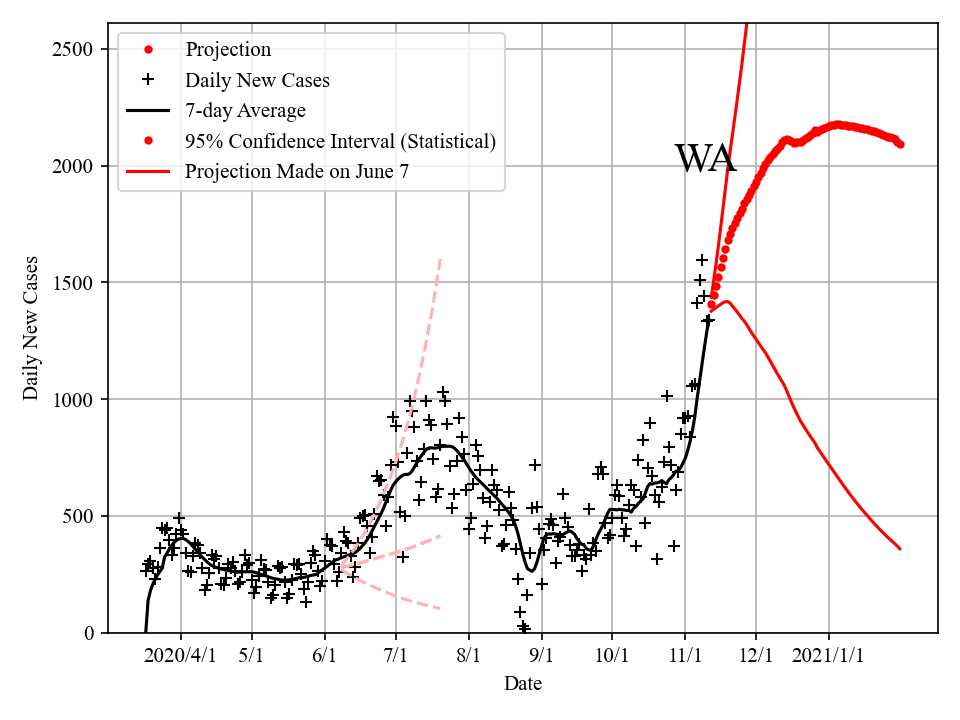 2500
2000
1500
1000
500
0
Daily New Cases
Projection
Daily New Cases
7-day Average
95% Confidence Interval (Statistical)
Projection Made on June 7
WA
2020/4/1 5/1 6/1 7/1 8/1 9/1 10/1 11/1 12/1 2021/1/1
Date